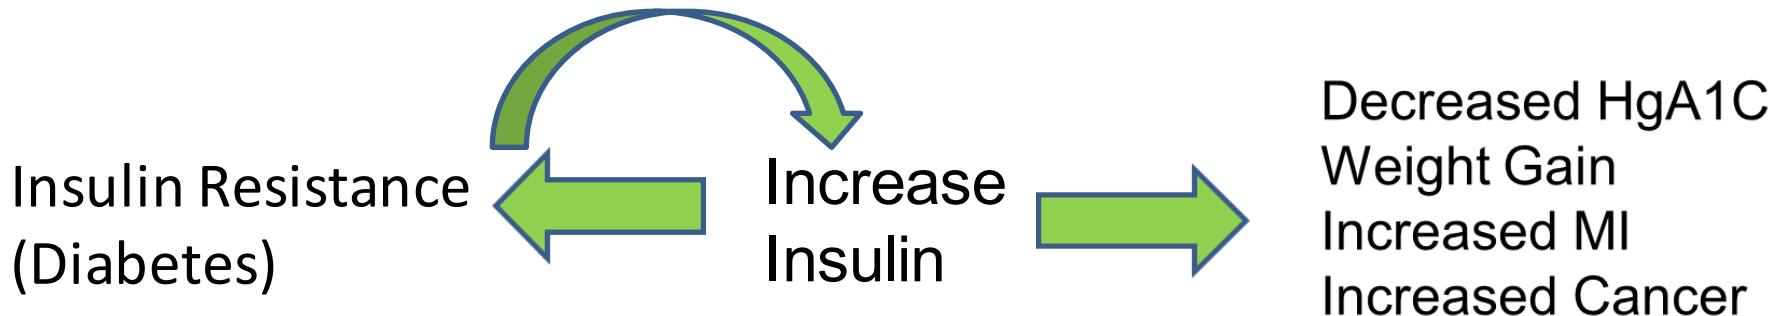 Insulin Resistance
(Diabetes)
Increase
Insulin
Decreased HgA1C
Weight Gain
Increased MI
Increased Cancer